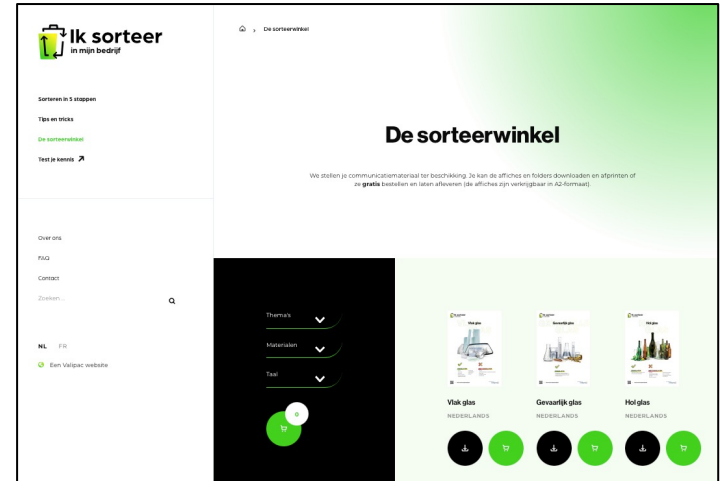 Ik sorteer
in mijn bedrijf
De sorteerwinkel
Sorteren in 5 stappen
Tips en tricks
De sorteerwinkel
Test je kennis
De sorteerwinkel
We stellen je communicatiemateriaal ter beschikking. Je kan de affiches en folders downloaden en afprinten of
ze gratis bestellen en laten afleveren (de affiches zijn verkrijgbaar in A2-formaat).
Over ons
FAQ
Contact
Zoeken...
NL FR
Een Valipac website
Thema's
Materialen
Taal
0
Vlak glas
Gevaarlijk glas
Hol glas
Vlak glas
Gevaarlijk glas
Hol glas
NEDERLANDS
NEDERLANDS
NEDERLANDS